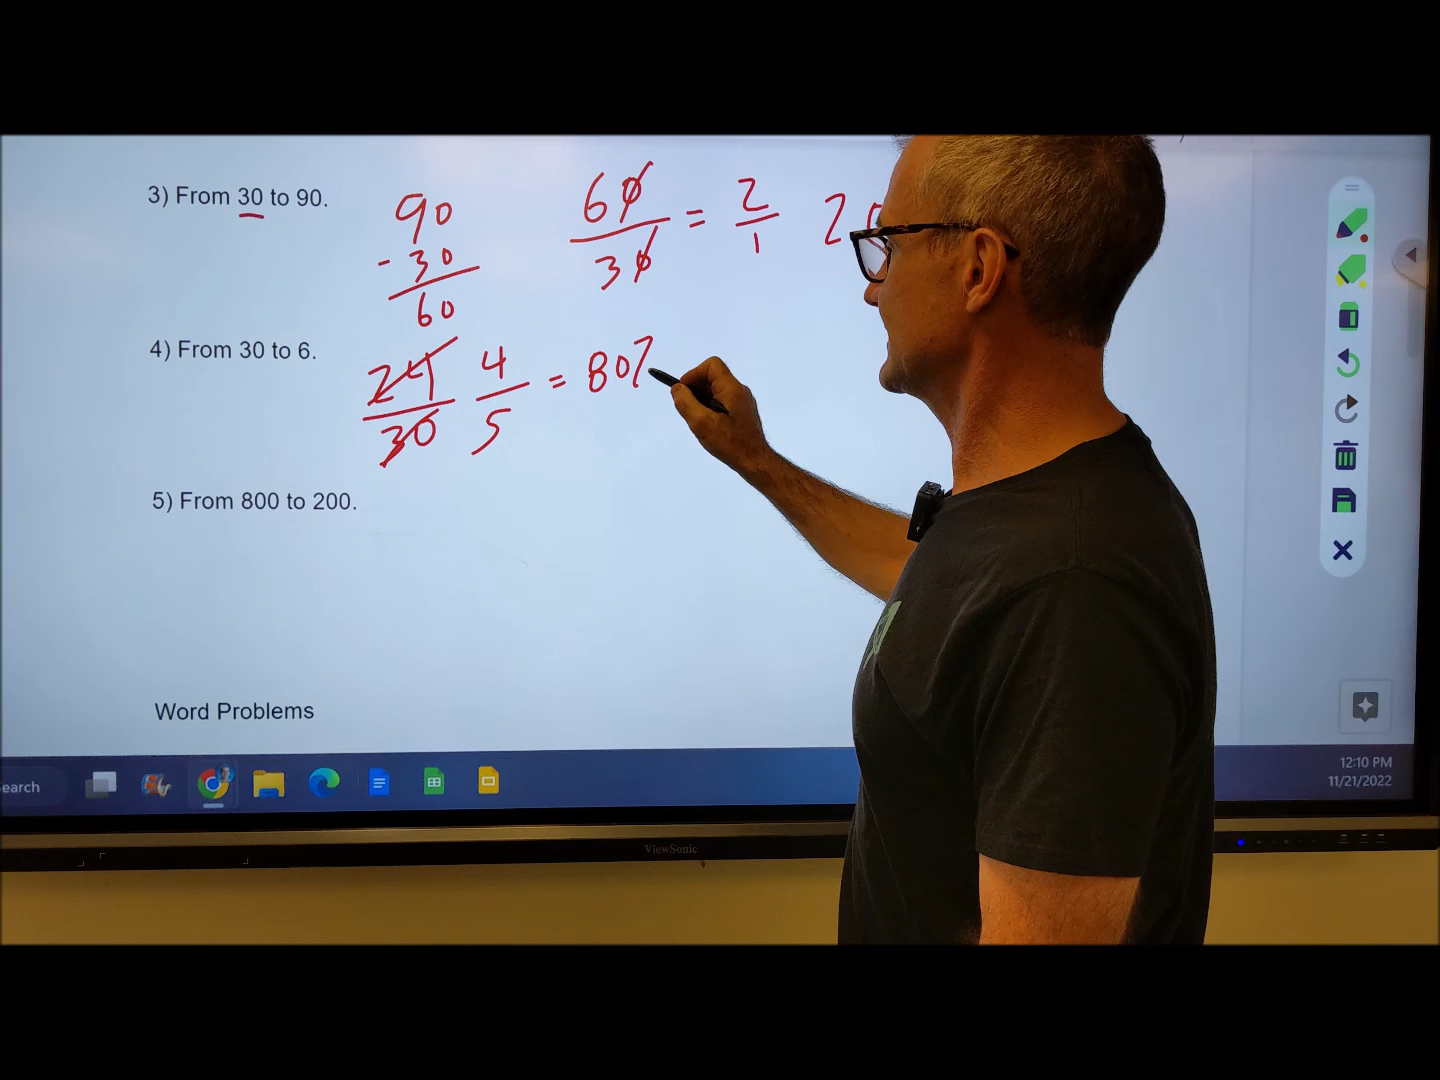 3) From 30 to 90.
90
- 30
60
60/30 = 2/1 2
4) From 30 to 6.
24/30 4/5 = 80%
5) From 800 to 200.
Word Problems
earch
12:10 PM
11/21/2022
ViewSonic